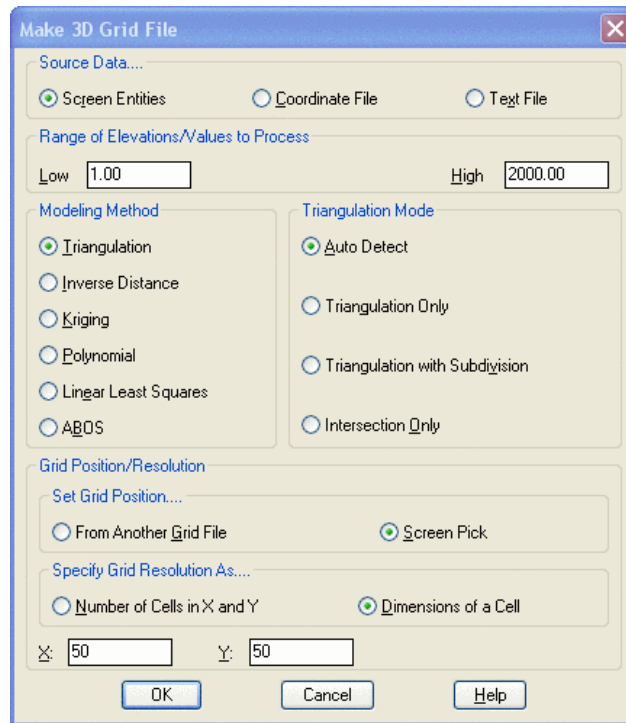 Make 3D Grid File
Source Data....
Screen Entities
Coordinate File
Text File
Range of Elevations/Values to Process
Low 1.00
High 2000.00
Modeling Method
Triangulation
Inverse Distance
Kriging
Polynomial
Linear Least Squares
ABOS
Triangulation Mode
Auto Detect
Triangulation Only
Triangulation with Subdivision
Intersection Only
Grid Position/Resolution
Set Grid Position....
From Another Grid File
Screen Pick
Specify Grid Resolution As....
Number of Cells in X and Y
Dimensions of a Cell
X: 50
Y: 50
OK
Cancel
Help